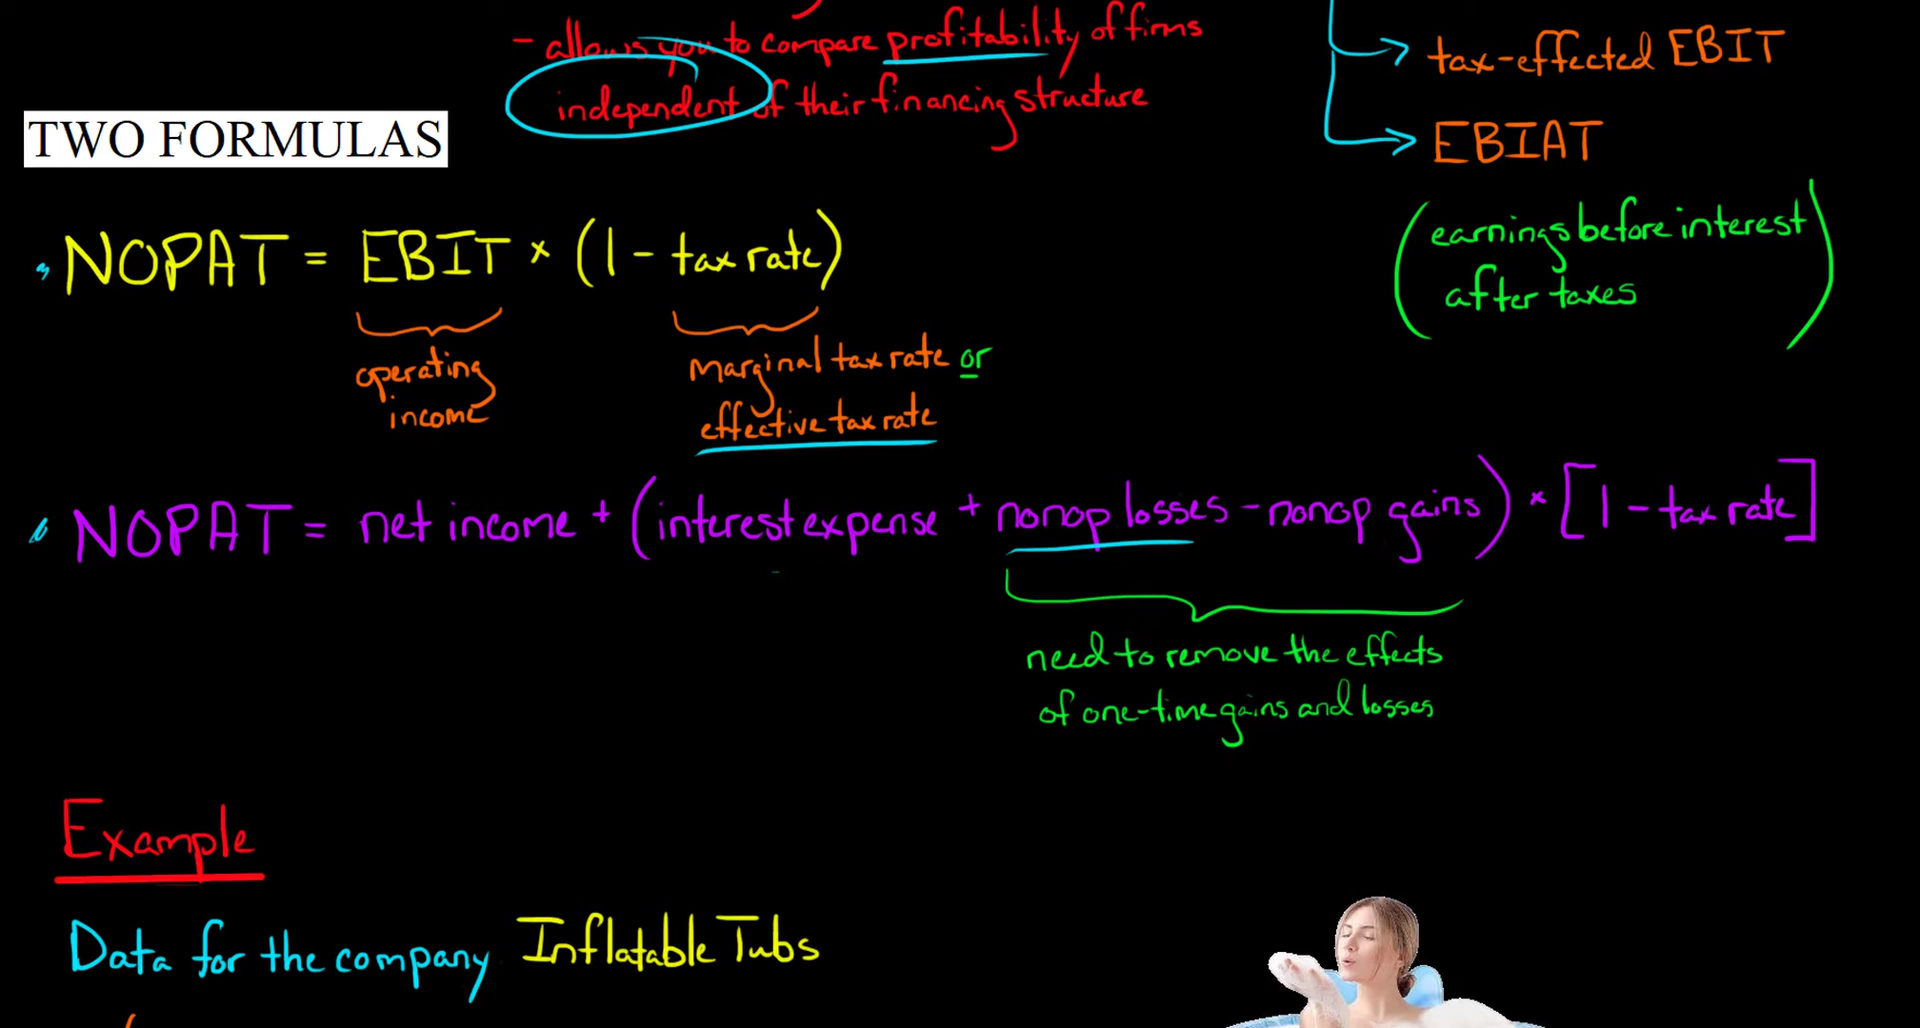 - allows you to compare profitability of firms
independent of their financing structure
tax-effected EBIT
EBIAT
(earnings before interest
after taxes)
TWO FORMULAS
NOPAT = EBIT × (1 - tax rate)
operating
income
marginal tax rate or
effective tax rate
NOPAT = net income + (interest expense + nonop losses - nonop gains) × [1 - tax rate]
need to remove the effects
of one-time gains and losses
Example
Data for the company Inflatable Tubs